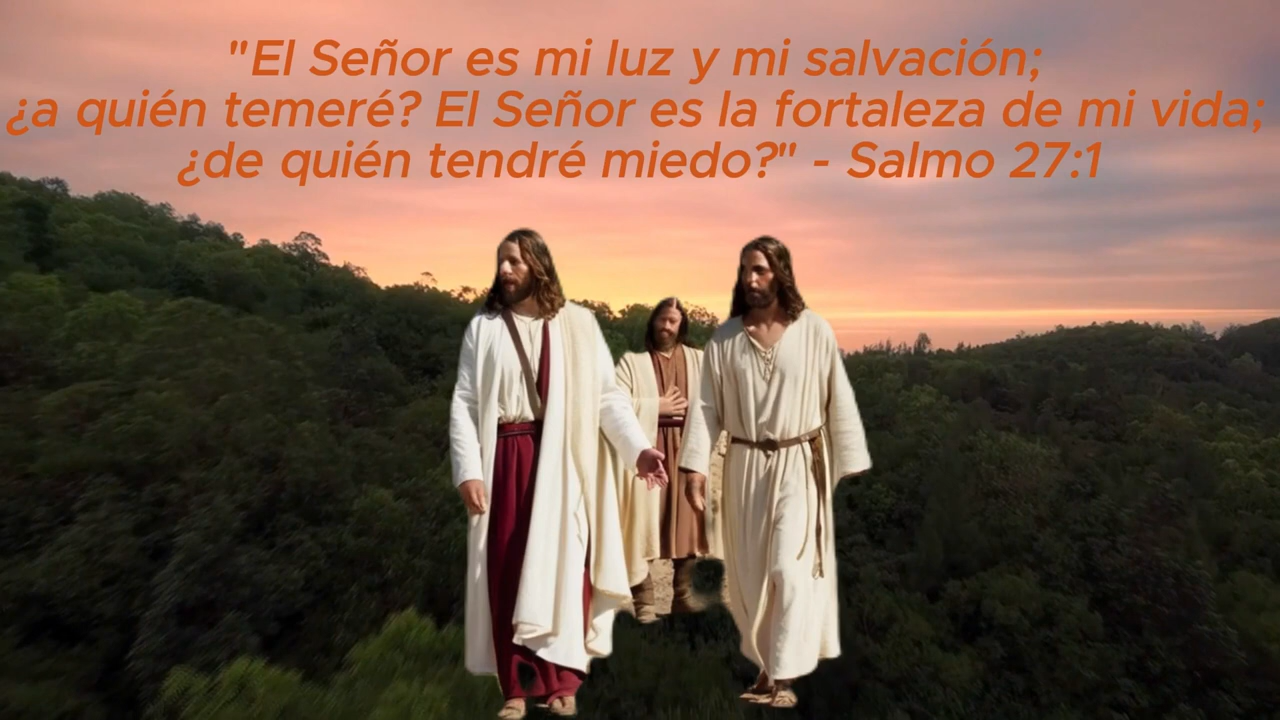 "El Señor es mi luz y mi salvación;
¿a quién temeré? El Señor es la fortaleza de mi vida;
¿de quién tendré miedo?" - Salmo 27:1